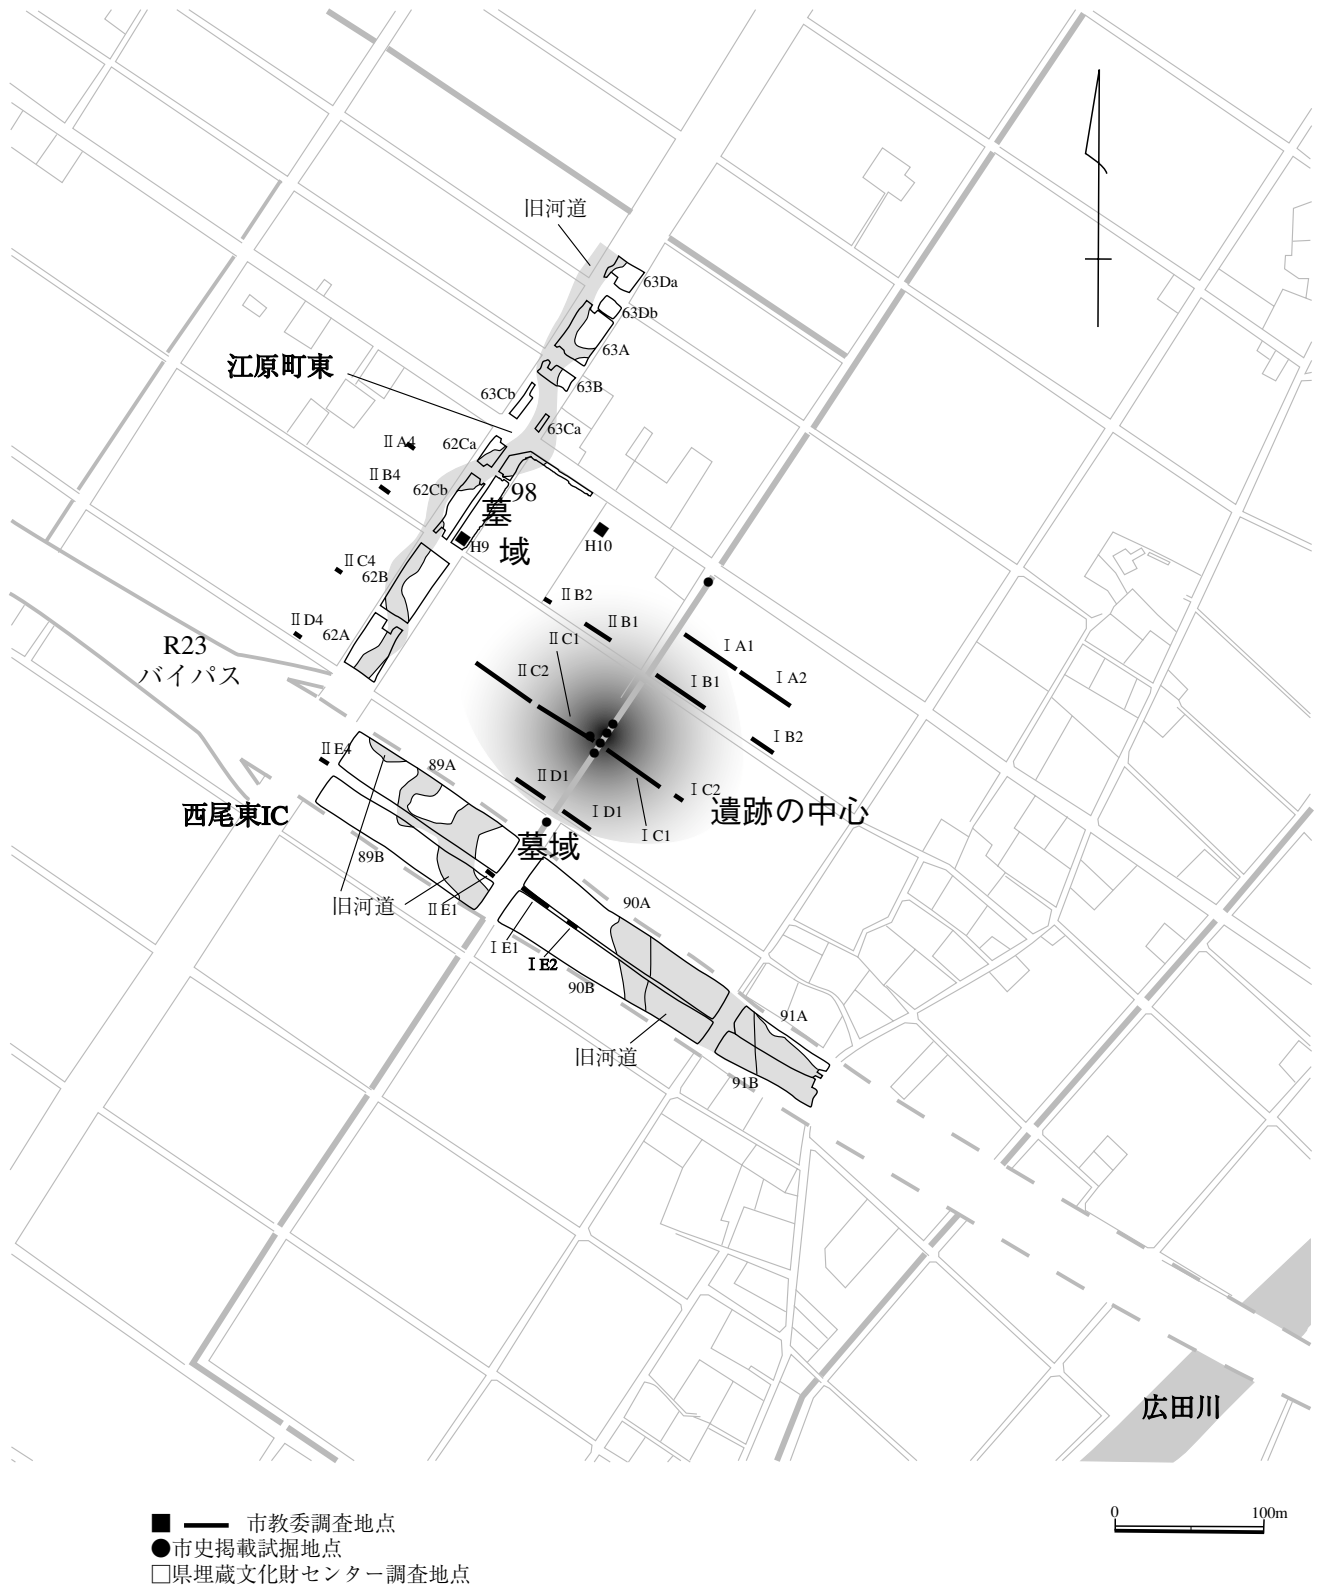 旧河道
63Da
63Db
63A
江原町東
63Cb
63B
63Ca
ⅡA4
62Ca
ⅡB4
62Cb
98
墓
域
H9
H10
ⅡC4
62B
ⅡB2
ⅡD4
62A
ⅡB1
ⅡC1
R23
バイパス
ⅡC2
ⅠA1
ⅠA2
ⅠB1
ⅠB2
ⅡE4
89A
ⅡD1
ⅠC2
西尾東IC
ⅠD1
遺跡の中心
ⅠC1
墓域
89B
旧河道
ⅡE1
90A
ⅠE1
ⅠE2
90B
91A
旧河道
91B
広田川
0 100m
■ ━ 市教委調査地点
●市史掲載試掘地点
□県埋蔵文化財センター調査地点